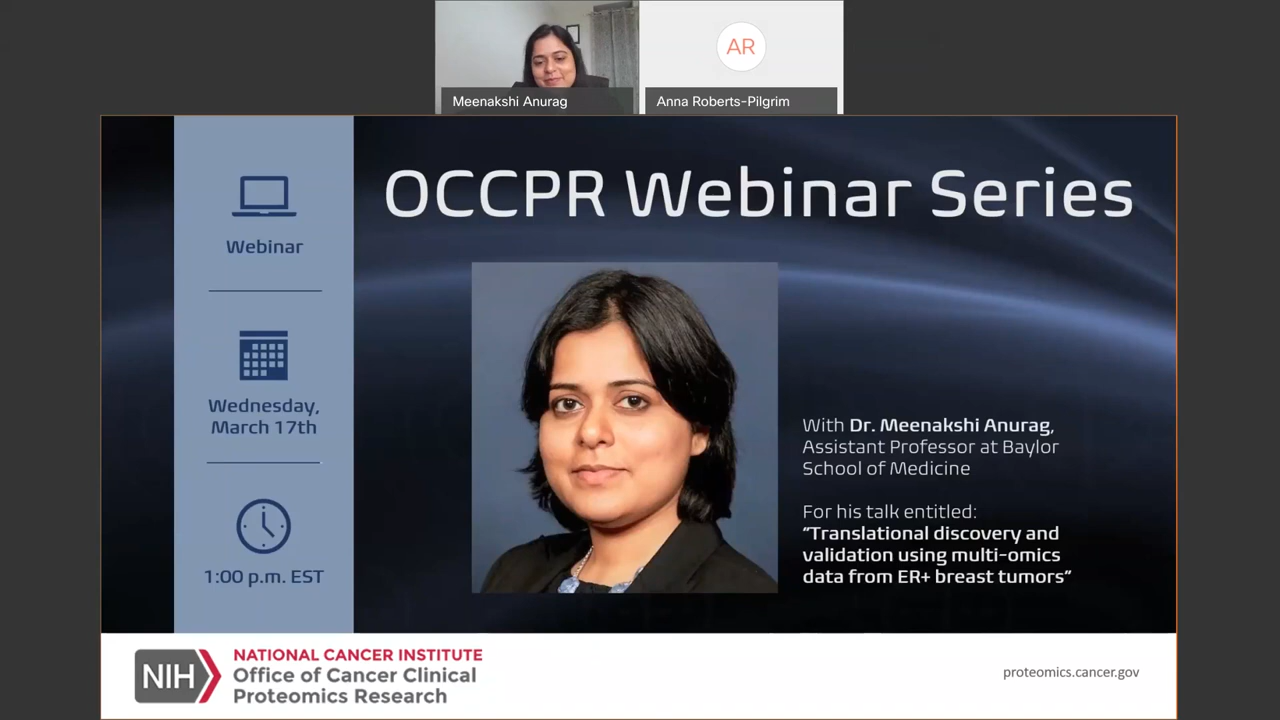 AR
Meenakshi Anurag
Anna Roberts-Pilgrim
OCCPR Webinar Series
Webinar
Wednesday,
March 17th
1:00 p.m. EST
With Dr. Meenakshi Anurag,
Assistant Professor at Baylor
School of Medicine
For his talk entitled:
“Translational discovery and
validation using multi-omics
data from ER+ breast tumors”
NIH
NATIONAL CANCER INSTITUTE
Office of Cancer Clinical
Proteomics Research
proteomics.cancer.gov